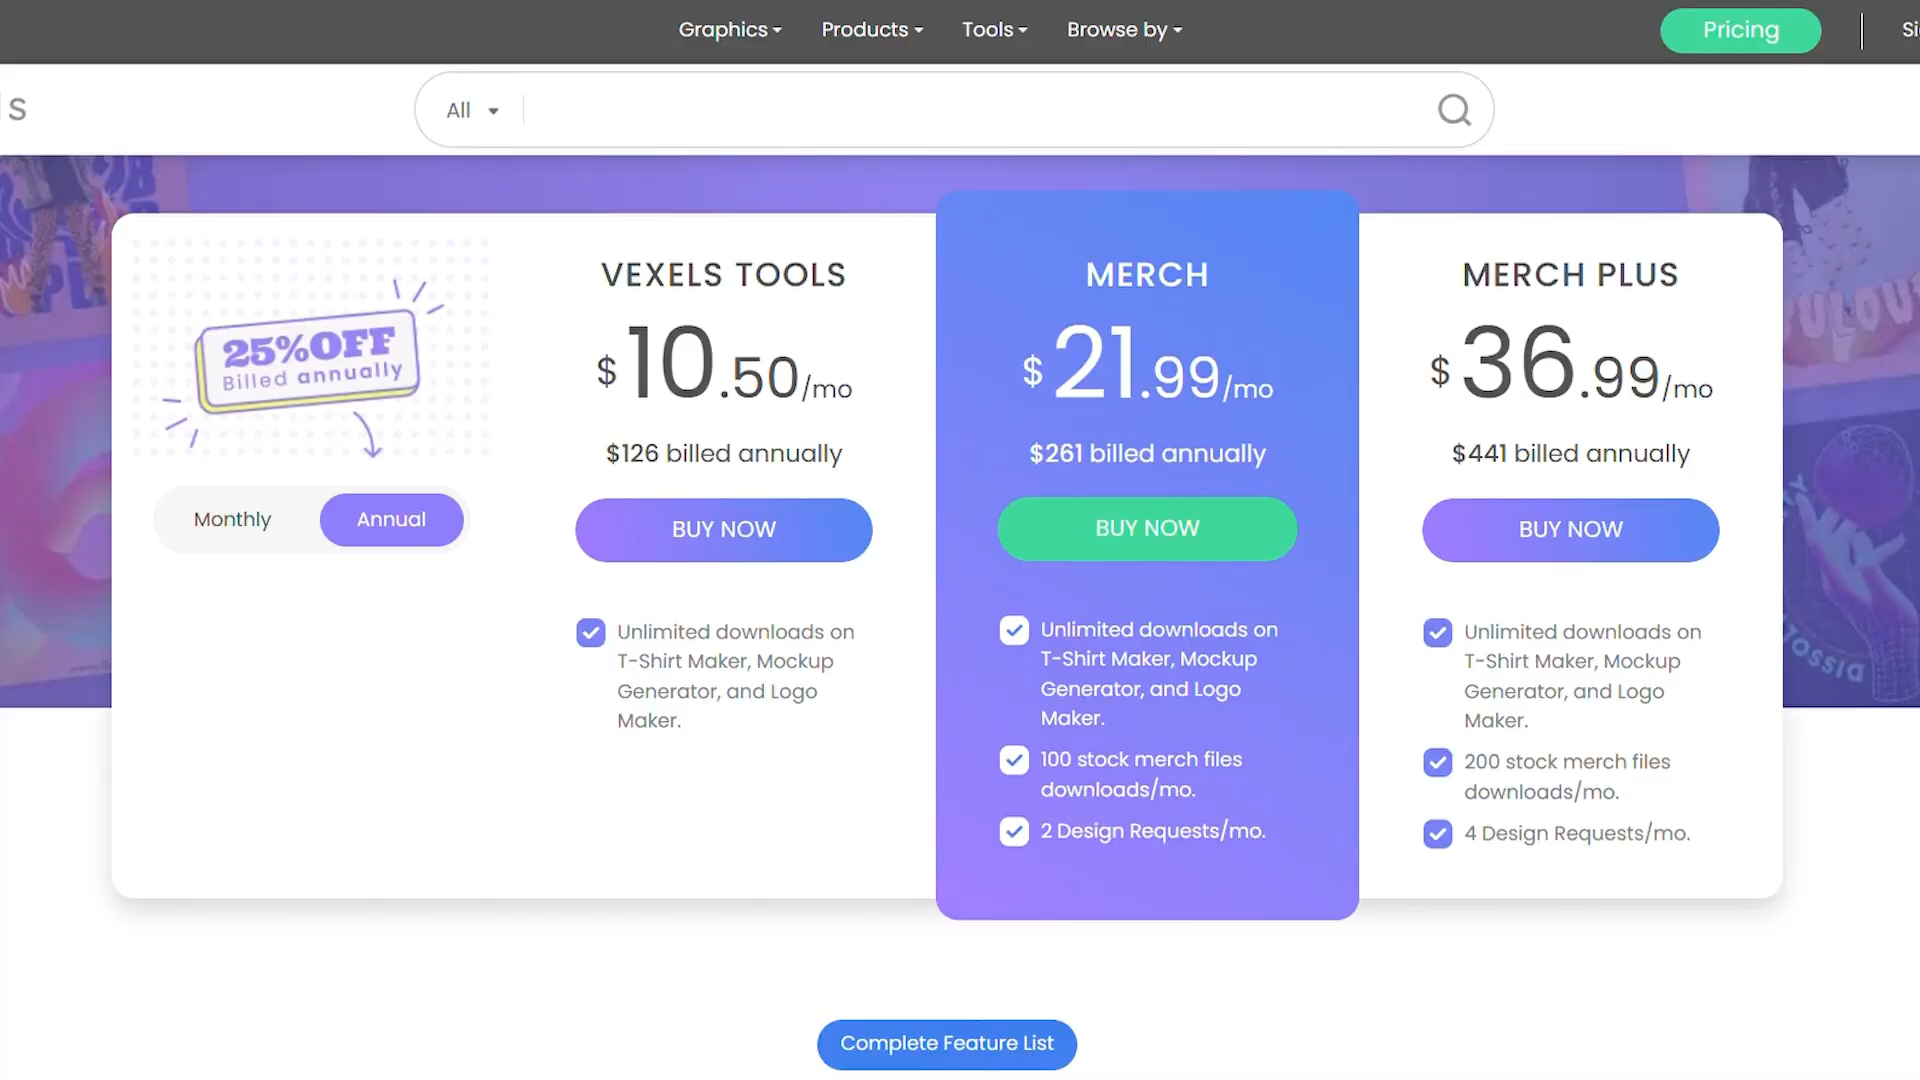 Graphics
Products
Tools
Browse by
Pricing
s
All
25%OFF
Billed annually
Monthly
Annual
VEXELS TOOLS
$10.50/mo
$126 billed annually
BUY NOW
Unlimited downloads on
T-Shirt Maker, Mockup
Generator, and Logo
Maker.
MERCH
$21.99/mo
$261 billed annually
BUY NOW
Unlimited downloads on
T-Shirt Maker, Mockup
Generator, and Logo
Maker.
100 stock merch files
downloads/mo.
2 Design Requests/mo.
MERCH PLUS
$36.99/mo
$441 billed annually
BUY NOW
Unlimited downloads on
T-Shirt Maker, Mockup
Generator, and Logo
Maker.
200 stock merch files
downloads/mo.
4 Design Requests/mo.
Complete Feature List